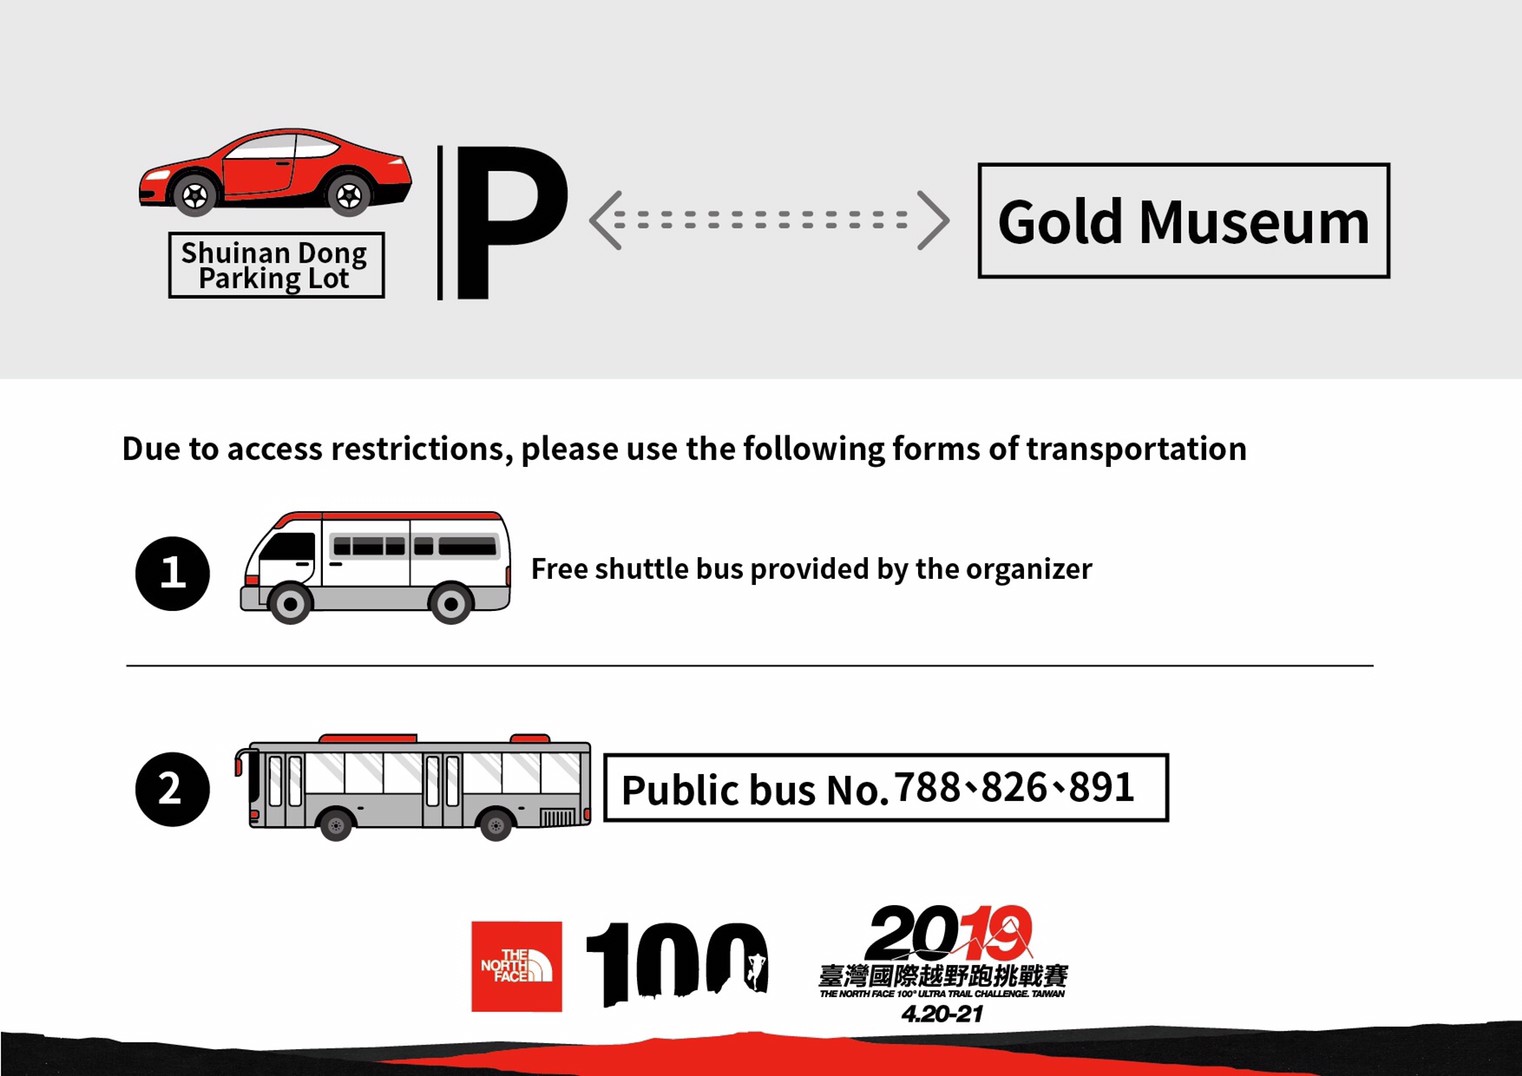 Shuinan Dong
Parking Lot
P
Gold Museum
Due to access restrictions, please use the following forms of transportation
1
Free shuttle bus provided by the organizer
2
Public bus No.788、826、891
THE
NORTH
FACE
100
2019
臺灣國際越野跑挑戰賽
THE NORTH FACE 100® ULTRA TRAIL CHALLENGE. TAIWAN
4.20-21